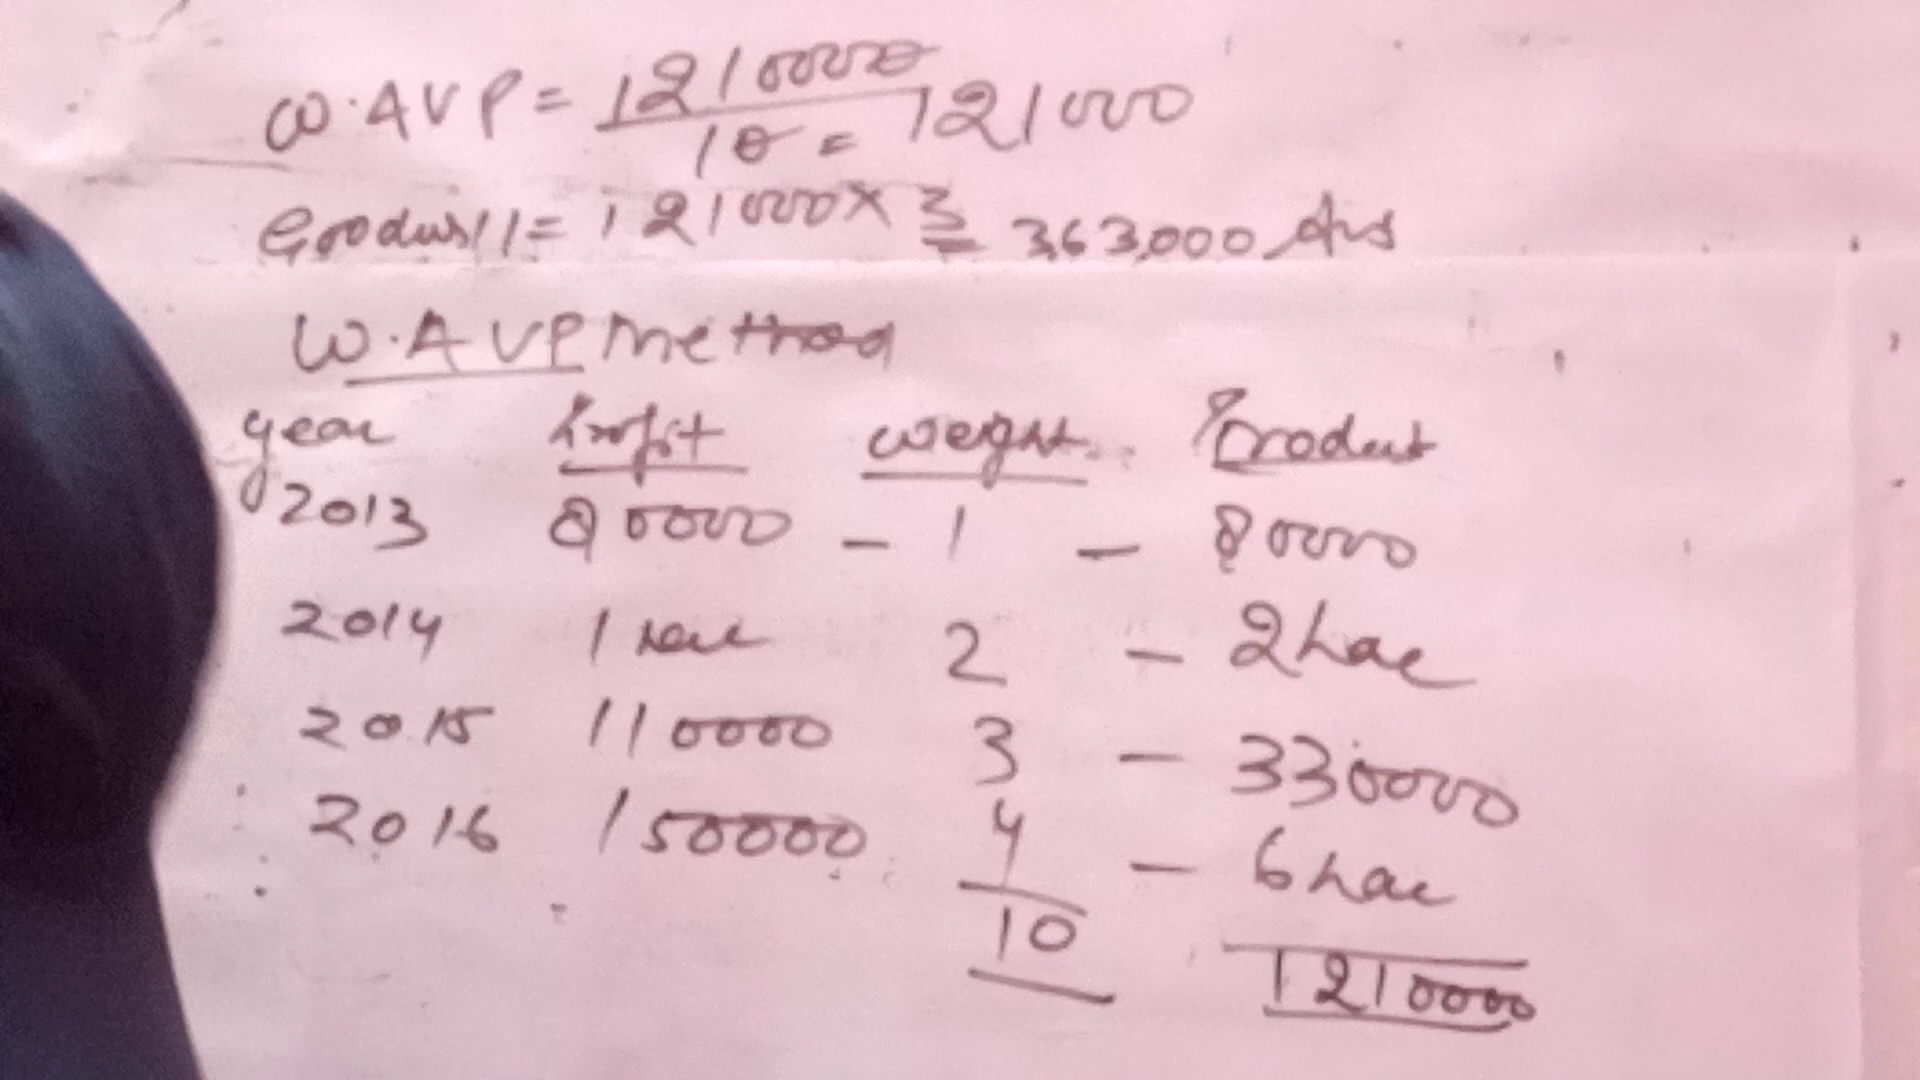 W.AVP = 1210000/10 = 121000
Goodwill = 121000 x 3 = 363,000 Ans
W.AVP Method
year Profit weight Product
2013 80000 - 1 - 80000
2014 1 Lac 2 - 2 Lac
2015 110000 3 - 330000
2016 150000 4 - 6 Lac
10 1210000